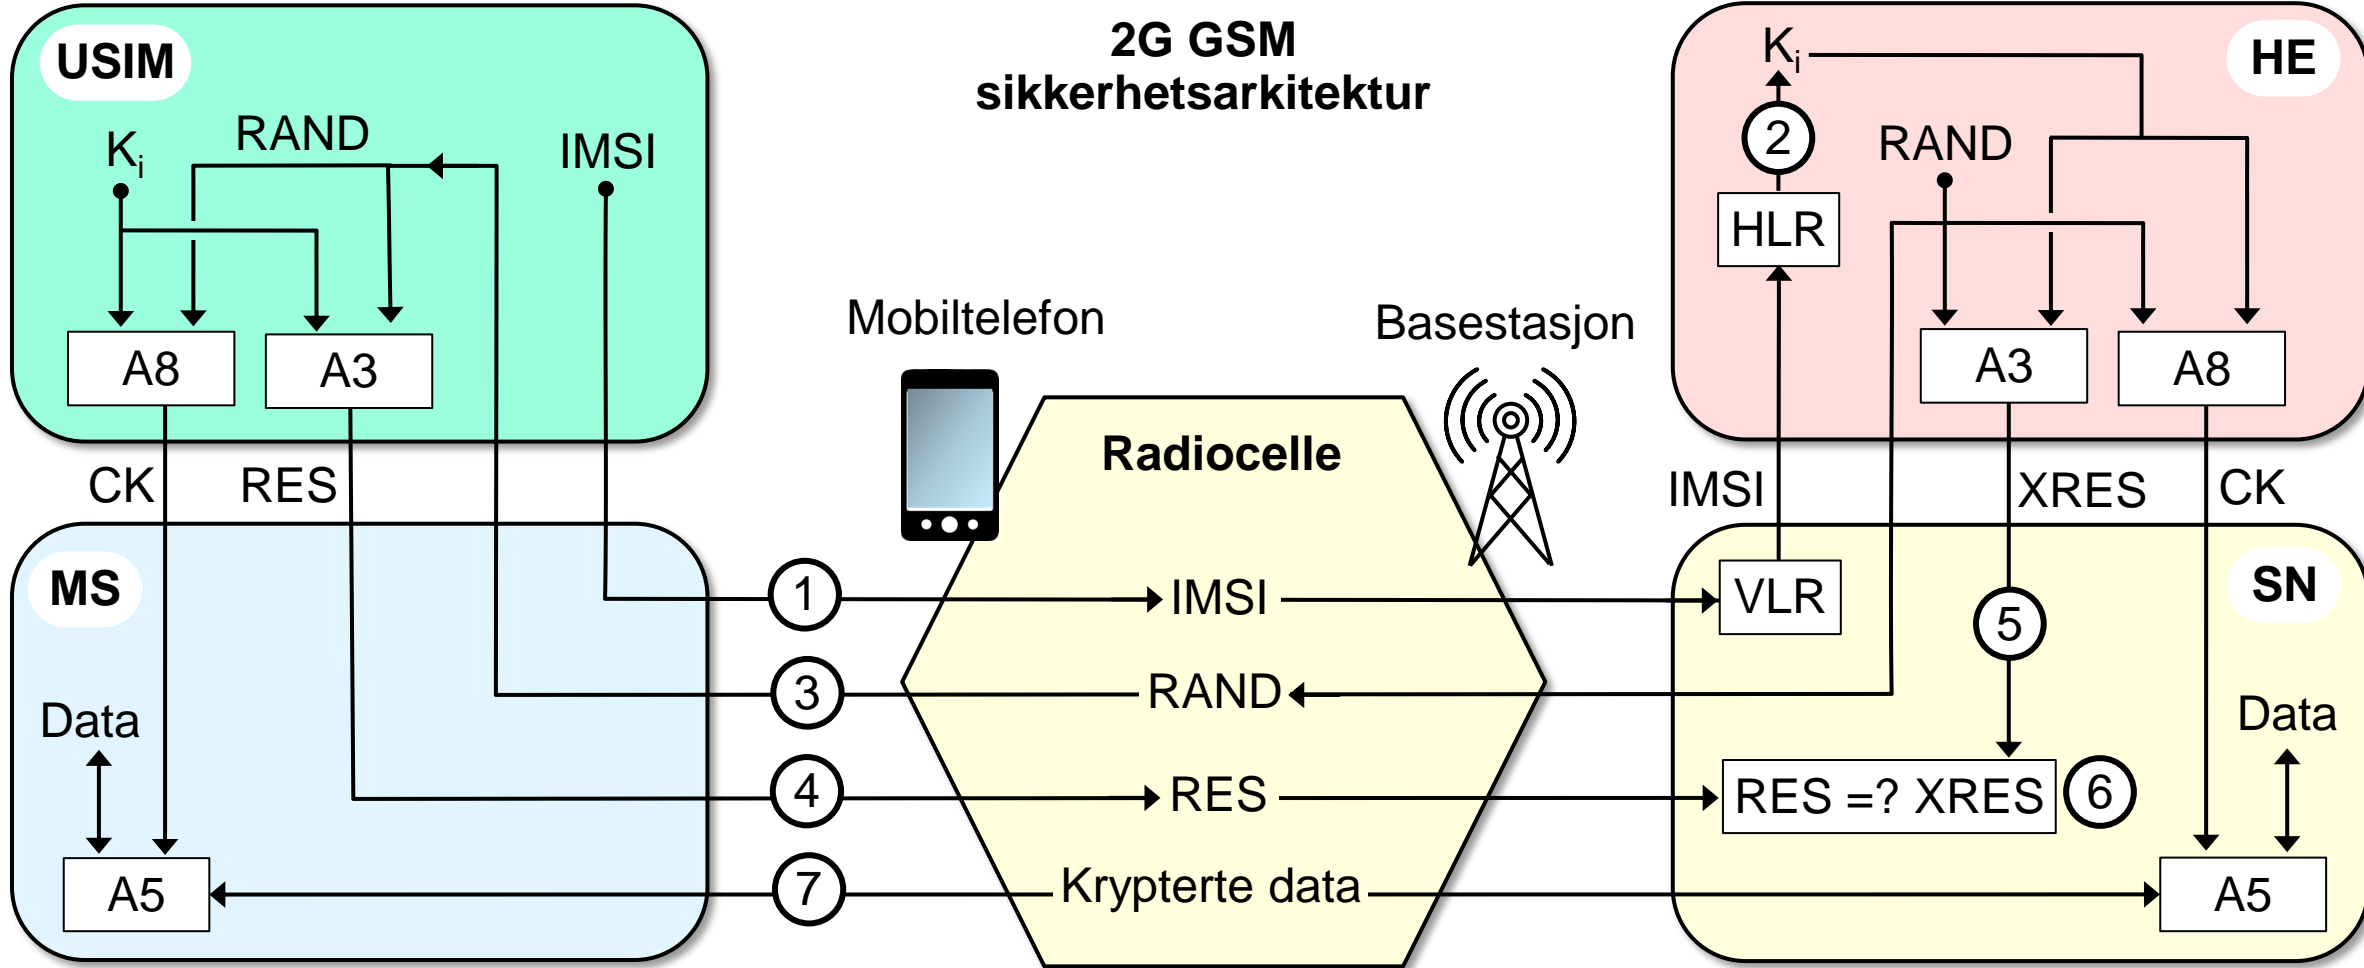 2G GSM
sikkerhetsarkitektur
USIM
K_i
RAND
IMSI
A8
A3
CK
RES
MS
Data
A5
Mobiltelefon
Basestasjon
Radiocelle
1
IMSI
3
RAND
4
RES
7
Krypterte data
HE
K_i
2
RAND
HLR
A3
A8
IMSI
XRES
CK
SN
VLR
5
Data
RES =? XRES
6
A5